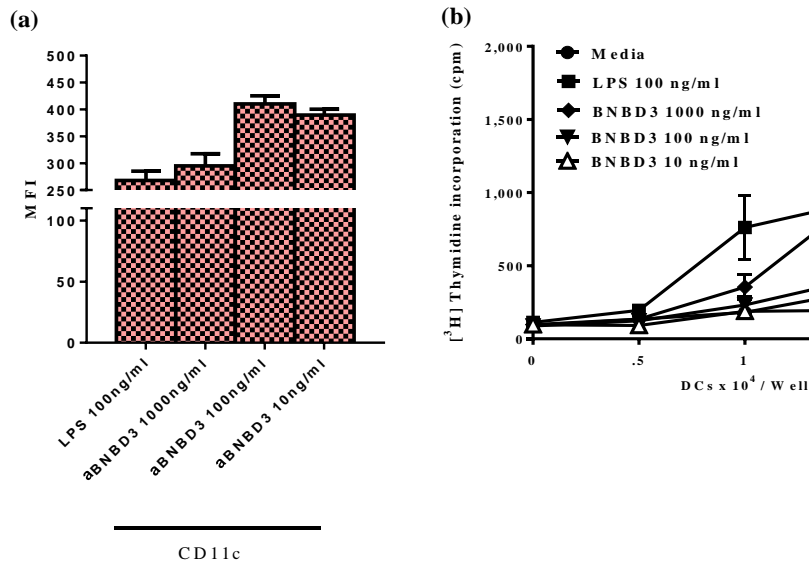 (a)
500
450
400
350
300
250
100
50
0
MFI
LPS 100ng/ml
aBNBD3 1000ng/ml
aBNBD3 100ng/ml
aBNBD3 10ng/ml
CD11c
(b)
[³H] Thymidine incorporation (cpm)
2,000
1,500
1,000
500
0
Media
LPS 100 ng/ml
BNBD3 1000 ng/ml
BNBD3 100 ng/ml
BNBD3 10 ng/ml
0 .5 1
DCs x 10⁴ / Well